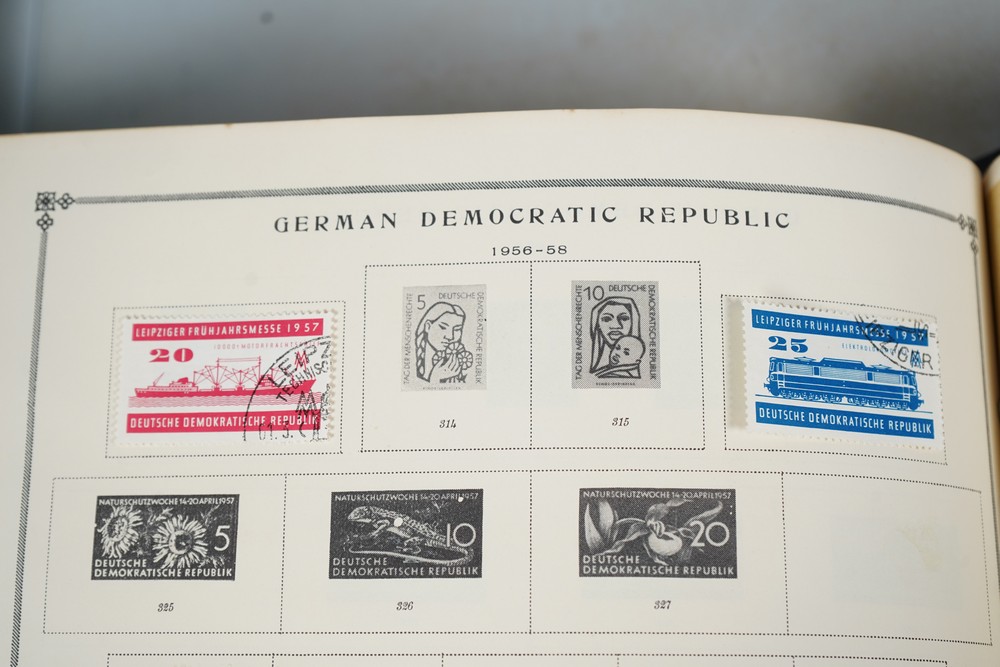 GERMAN DEMOCRATIC REPUBLIC
1956-58
LEIPZIGER FRÜHJAHRSMESSE 1957
20
DEUTSCHE DEMOKRATISCHE REPUBLIK
LEIPZ
01.3.
5 DEUTSCHE
DEMOKRATISCHE REPUBLIK
TAG DER MENSCHENRECHTE
314
10 DEUTSCHE
DEMOKRATISCHE REPUBLIK
TAG DER MENSCHENRECHTE
315
LEIPZIGER FRÜHJAHRSMESSE 1957
25
DEUTSCHE DEMOKRATISCHE REPUBLIK
NATURSCHUTZWOCHE 14-20 APRIL 1957
5
DEUTSCHE
DEMOKRATISCHE REPUBLIK
325
NATURSCHUTZWOCHE 14-20 APRIL 1957
10
DEUTSCHE
DEMOKRATISCHE REPUBLIK
326
NATURSCHUTZWOCHE 14-20 APRIL 1957
20
DEUTSCHE
DEMOKRATISCHE REPUBLIK
327